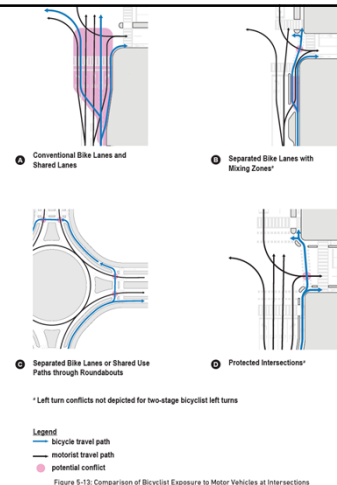 A Conventional Bike Lanes and
Shared Lanes
B Separated Bike Lanes with
Mixing Zones*
C Separated Bike Lanes or Shared Use
Paths through Roundabouts
D Protected Intersections*
* Left turn conflicts not depicted for two-stage bicyclist left turns
Legend
bicycle travel path
motorist travel path
potential conflict
Figure 5-13: Comparison of Bicyclist Exposure to Motor Vehicles at Intersections